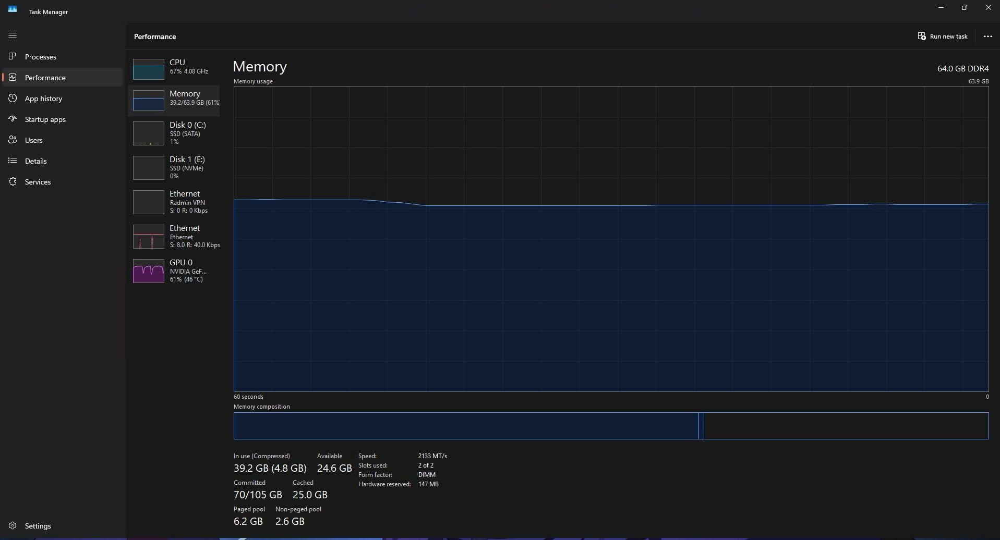 Task Manager
Processes
Performance
App history
Startup apps
Users
Details
Services
Settings
Performance
Run new task
CPU
67% 4.08 GHz
Memory
39.2/63.9 GB (61%)
Disk 0 (C:)
SSD (SATA)
1%
Disk 1 (E:)
SSD (NVMe)
0%
Ethernet
Radmin VPN
S: 0 R: 0 Kbps
Ethernet
Ethernet
S: 8.0 R: 40.0 Kbps
GPU 0
NVIDIA GeF...
61% (46 °C)
Memory
64.0 GB DDR4
Memory usage
63.9 GB
60 seconds
0
Memory composition
In use (Compressed)
39.2 GB (4.8 GB)
Available
24.6 GB
Committed
70/105 GB
Cached
25.0 GB
Paged pool
6.2 GB
Non-paged pool
2.6 GB
Speed: 2133 MT/s
Slots used: 2 of 2
Form factor: DIMM
Hardware reserved: 147 MB